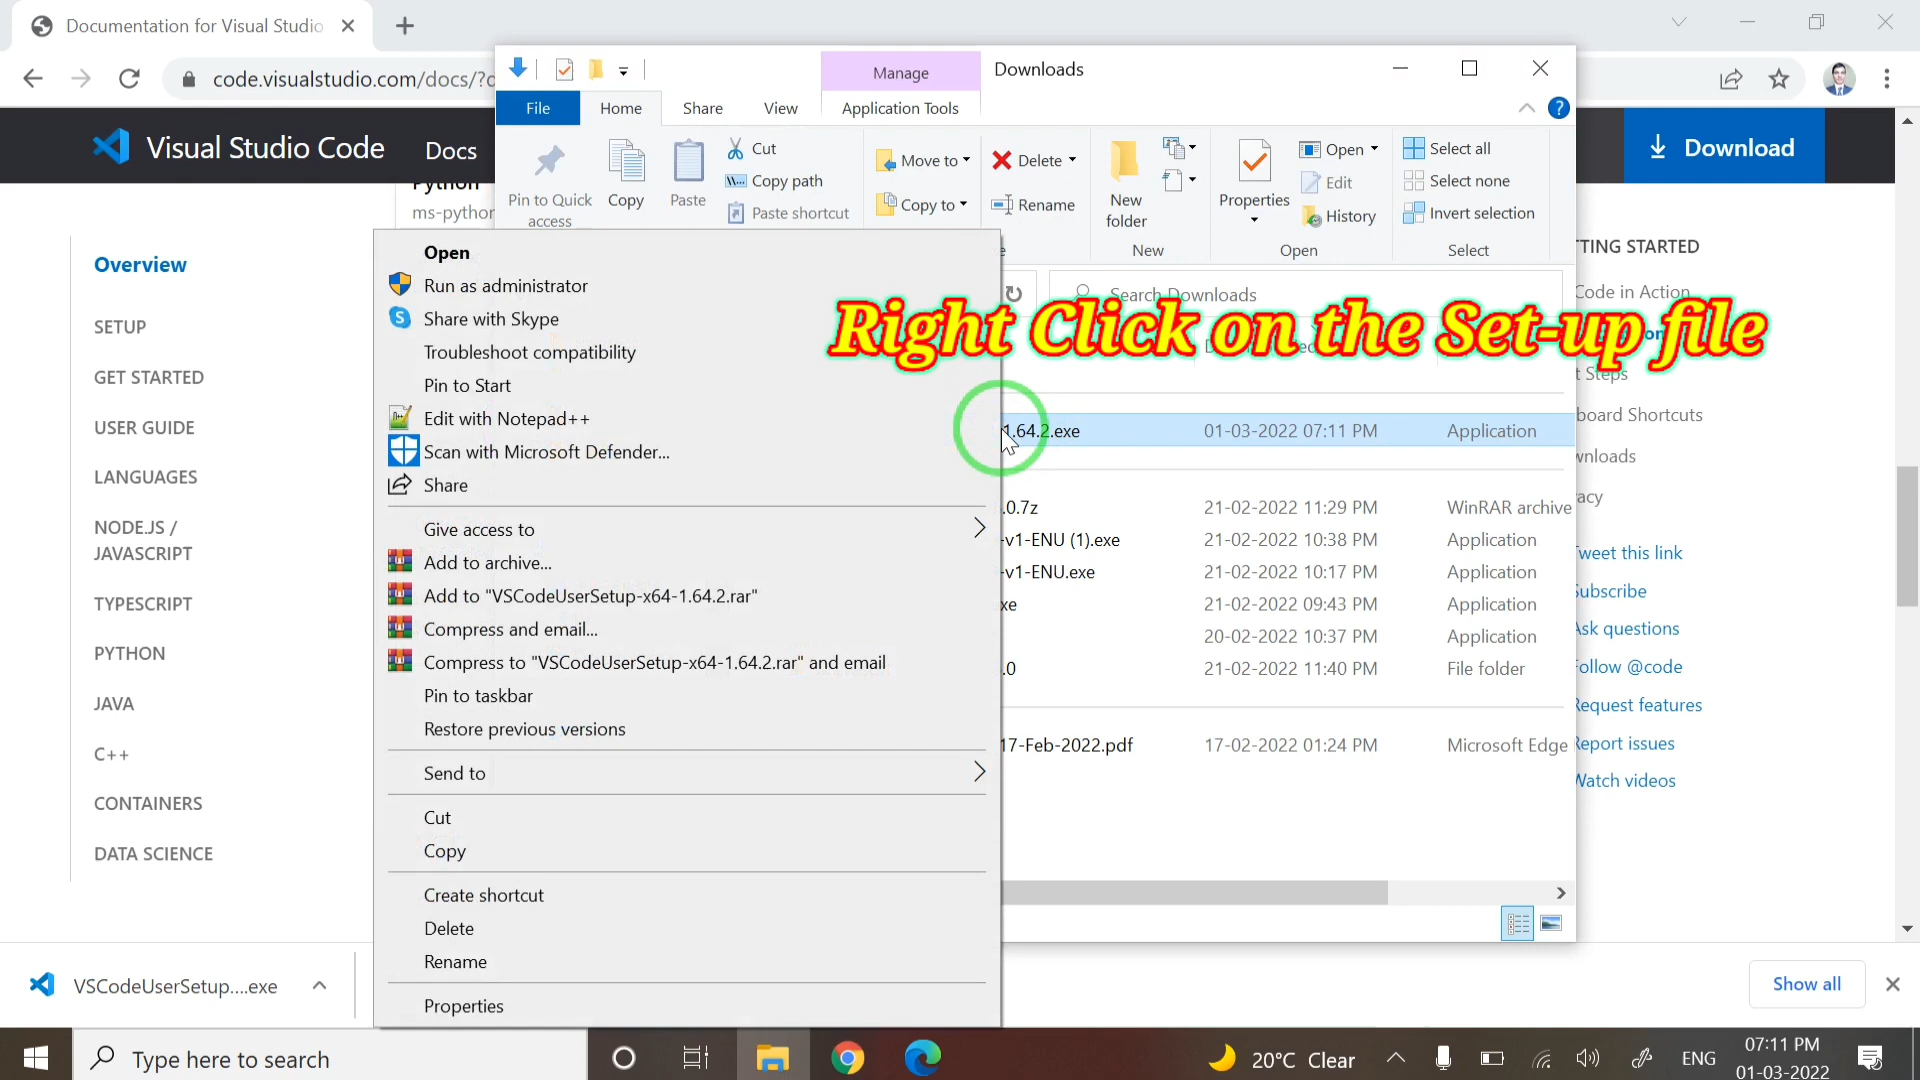 Documentation for Visual Studio
code.visualstudio.com/docs/?
Manage
Downloads
File
Home
Share
View
Application Tools
Visual Studio Code
Docs
Download
Pin to Quick access
Copy
Paste
Cut
Copy path
Paste shortcut
Move to
Copy to
Delete
Rename
New folder
New
Properties
Open
Edit
History
Open
Select all
Select none
Invert selection
Select
Python
ms-python
Search Downloads
Right Click on the Set-up file
Overview
SETUP
GET STARTED
USER GUIDE
LANGUAGES
NODE.JS /
JAVASCRIPT
TYPESCRIPT
PYTHON
JAVA
C++
CONTAINERS
DATA SCIENCE
Open
Run as administrator
Share with Skype
Troubleshoot compatibility
Pin to Start
Edit with Notepad++
Scan with Microsoft Defender...
Share
Give access to
Add to archive...
Add to "VSCodeUserSetup-x64-1.64.2.rar"
Compress and email...
Compress to "VSCodeUserSetup-x64-1.64.2.rar" and email
Pin to taskbar
Restore previous versions
Send to
Cut
Copy
Create shortcut
Delete
Rename
Properties
1.64.2.exe 01-03-2022 07:11 PM Application
.0.7z 21-02-2022 11:29 PM WinRAR archive
-v1-ENU (1).exe 21-02-2022 10:38 PM Application
-v1-ENU.exe 21-02-2022 10:17 PM Application
xe 21-02-2022 09:43 PM Application
20-02-2022 10:37 PM Application
.0 21-02-2022 11:40 PM File folder
17-Feb-2022.pdf 17-02-2022 01:24 PM Microsoft Edge
TING STARTED
Code in Action
t Steps
board Shortcuts
wnloads
acy
Tweet this link
Subscribe
Ask questions
Follow @code
Request features
Report issues
Watch videos
VSCodeUserSetup....exe
Show all
Type here to search
20°C Clear
ENG
07:11 PM
01-03-2022